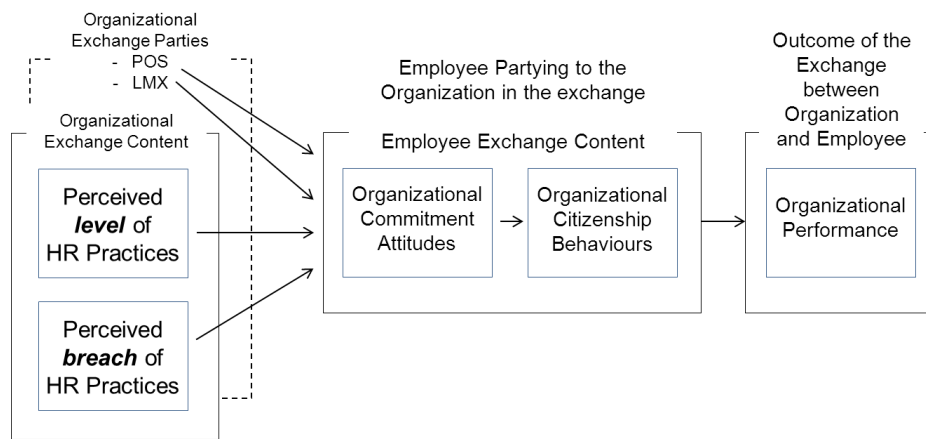 Organizational
Exchange Parties
- POS
- LMX
Organizational
Exchange Content
Perceived
level of
HR Practices
Perceived
breach of
HR Practices
Employee Partying to the
Organization in the exchange
Employee Exchange Content
Organizational
Commitment
Attitudes
Organizational
Citizenship
Behaviours
Outcome of the
Exchange
between
Organization
and Employee
Organizational
Performance